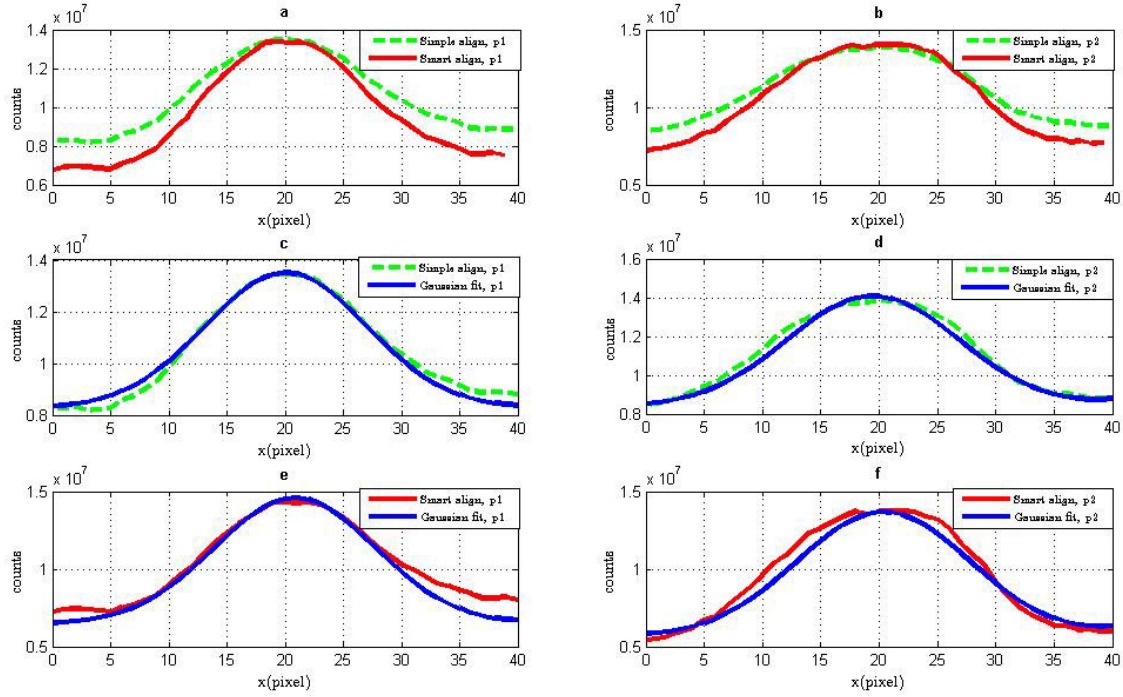 a
x 10^7
1.4
1.2
1
0.8
0.6
counts
0 5 10 15 20 25 30 35 40
x(pixel)
Simple align, p1
Smart align, p1
b
x 10^7
1.5
1
0.5
counts
0 5 10 15 20 25 30 35 40
x(pixel)
Simple align, p2
Smart align, p2
c
x 10^7
1.4
1.2
1
0.8
counts
0 5 10 15 20 25 30 35 40
x(pixel)
Simple align, p1
Gaussian fit, p1
d
x 10^7
1.6
1.4
1.2
1
0.8
counts
0 5 10 15 20 25 30 35 40
x(pixel)
Simple align, p2
Gaussian fit, p2
e
x 10^7
1.5
1
0.5
counts
0 5 10 15 20 25 30 35 40
x(pixel)
Smart align, p1
Gaussian fit, p1
f
x 10^7
1.5
1
0.5
counts
0 5 10 15 20 25 30 35 40
x(pixel)
Smart align, p2
Gaussian fit, p2